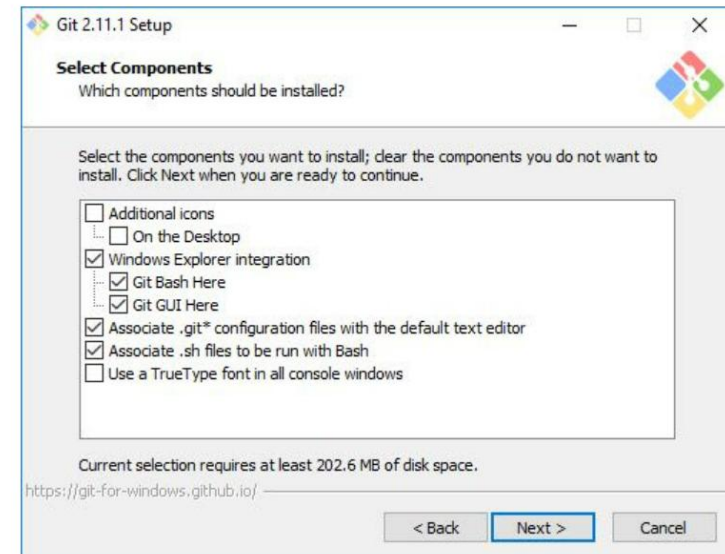 Git 2.11.1 Setup
Select Components
Which components should be installed?
Select the components you want to install; clear the components you do not want to
install. Click Next when you are ready to continue.
Additional icons
On the Desktop
Windows Explorer integration
Git Bash Here
Git GUI Here
Associate .git* configuration files with the default text editor
Associate .sh files to be run with Bash
Use a TrueType font in all console windows
Current selection requires at least 202.6 MB of disk space.
https://git-for-windows.github.io/
< Back Next > Cancel